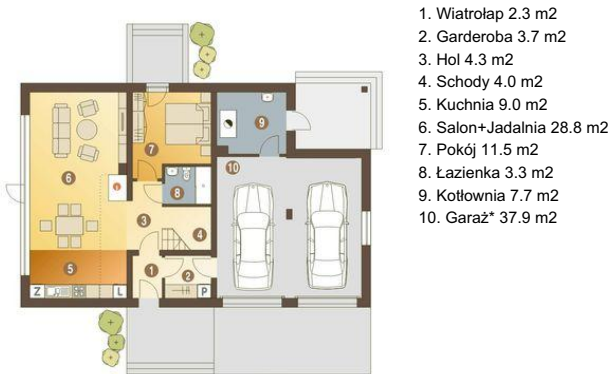 1. Wiatrołap 2.3 m2
2. Garderoba 3.7 m2
3. Hol 4.3 m2
4. Schody 4.0 m2
5. Kuchnia 9.0 m2
6. Salon+Jadalnia 28.8 m2
7. Pokój 11.5 m2
8. Łazienka 3.3 m2
9. Kotłownia 7.7 m2
10. Garaż* 37.9 m2
9
7
10
6
8
3
4
5
1
2
Z
L
P